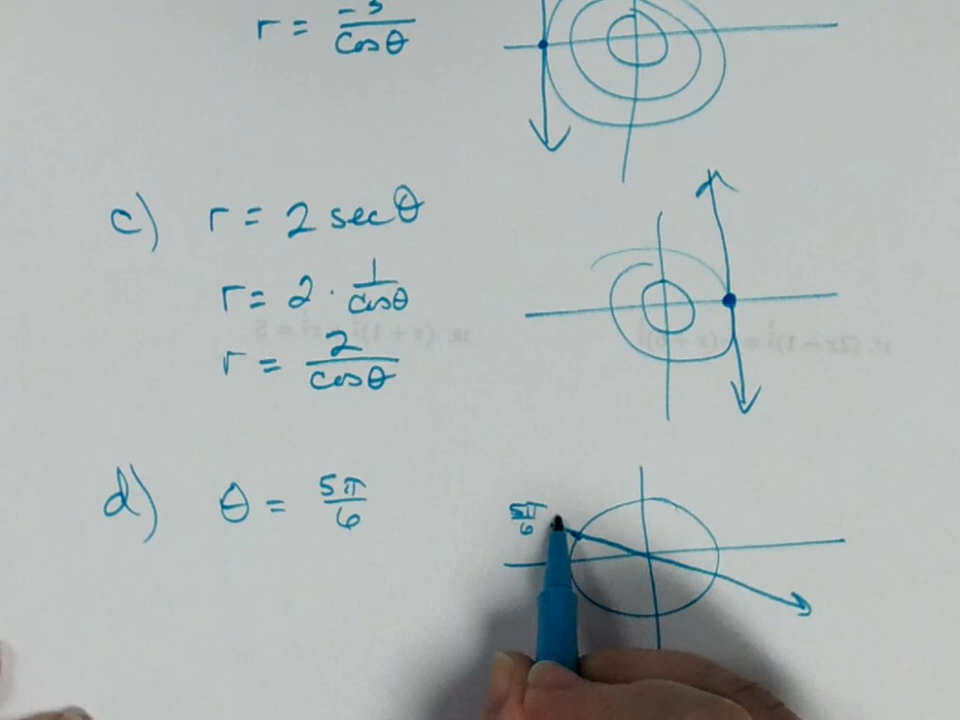 r = -3/cosθ
c) r = 2 secθ
r = 2 · 1/cosθ
r = 2/cosθ
d) θ = 5π/6
5π/6